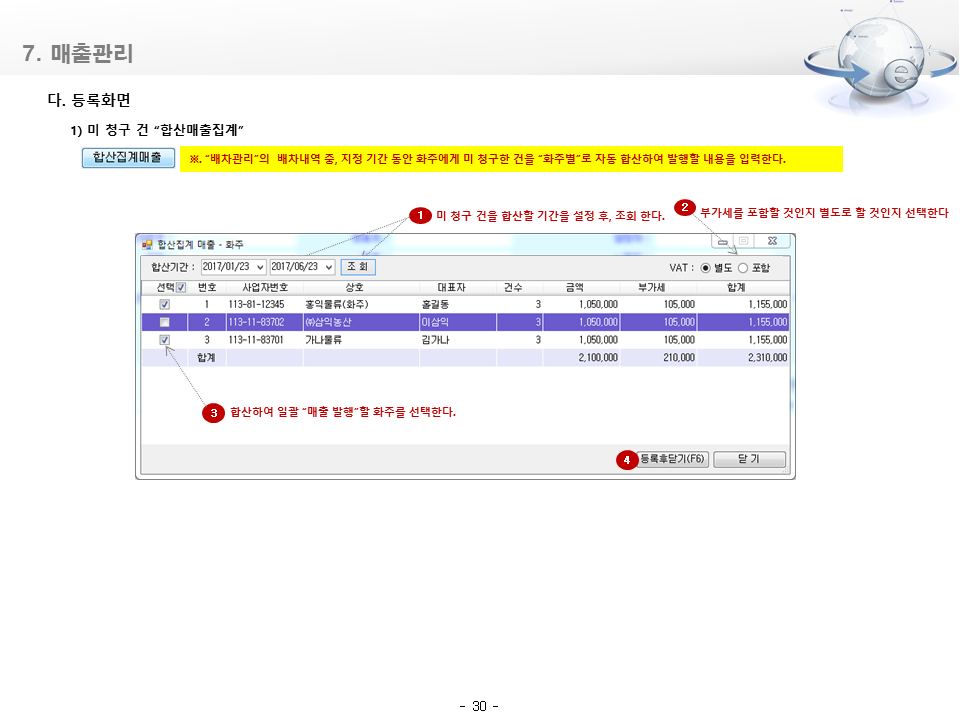 7. 매출관리
다. 등록화면
1) 미 청구 건 “합산매출집계”
합산집계매출
※. “배차관리”의 배차내역 중, 지정 기간 동안 화주에게 미 청구한 건을 “화주별”로 자동 합산하여 발행할 내용을 입력한다.
1 미 청구 건을 합산할 기간을 설정 후, 조회 한다.
2 부가세를 포함할 것인지 별도로 할 것인지 선택한다
합산집계 매출 - 화주
합산기간 : 2017/01/23 2017/06/23 조 회 VAT : 별도 포함
선택 번호 사업자번호 상호 대표자 건수 금액 부가세 합계
1 113-81-12345 홍익물류(화주) 홍길동 3 1,050,000 105,000 1,155,000
2 113-11-83702 ㈜삼익농산 이삼익 3 1,050,000 105,000 1,155,000
3 113-11-83701 가나물류 김가나 3 1,050,000 105,000 1,155,000
합계 2,100,000 210,000 2,310,000
3 합산하여 일괄 “매출 발행”할 화주를 선택한다.
4 등록후닫기(F6) 닫 기
- 30 -